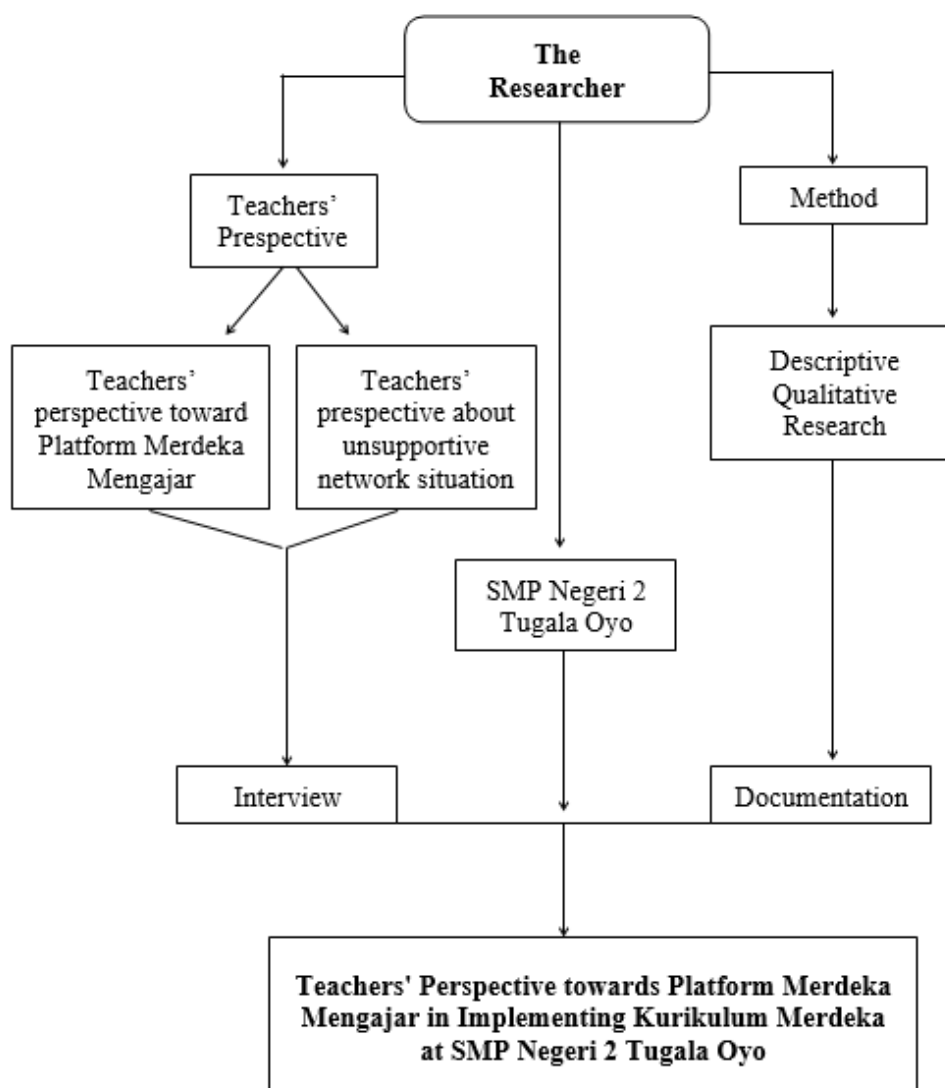 The
Researcher
Teachers’
Prespective
Method
Teachers’
perspective toward
Platform Merdeka
Mengajar
Teachers’
prespective about
unsupportive
network situation
Descriptive
Qualitative
Research
SMP Negeri 2
Tugala Oyo
Interview
Documentation
Teachers' Perspective towards Platform Merdeka
Mengajar in Implementing Kurikulum Merdeka
at SMP Negeri 2 Tugala Oyo